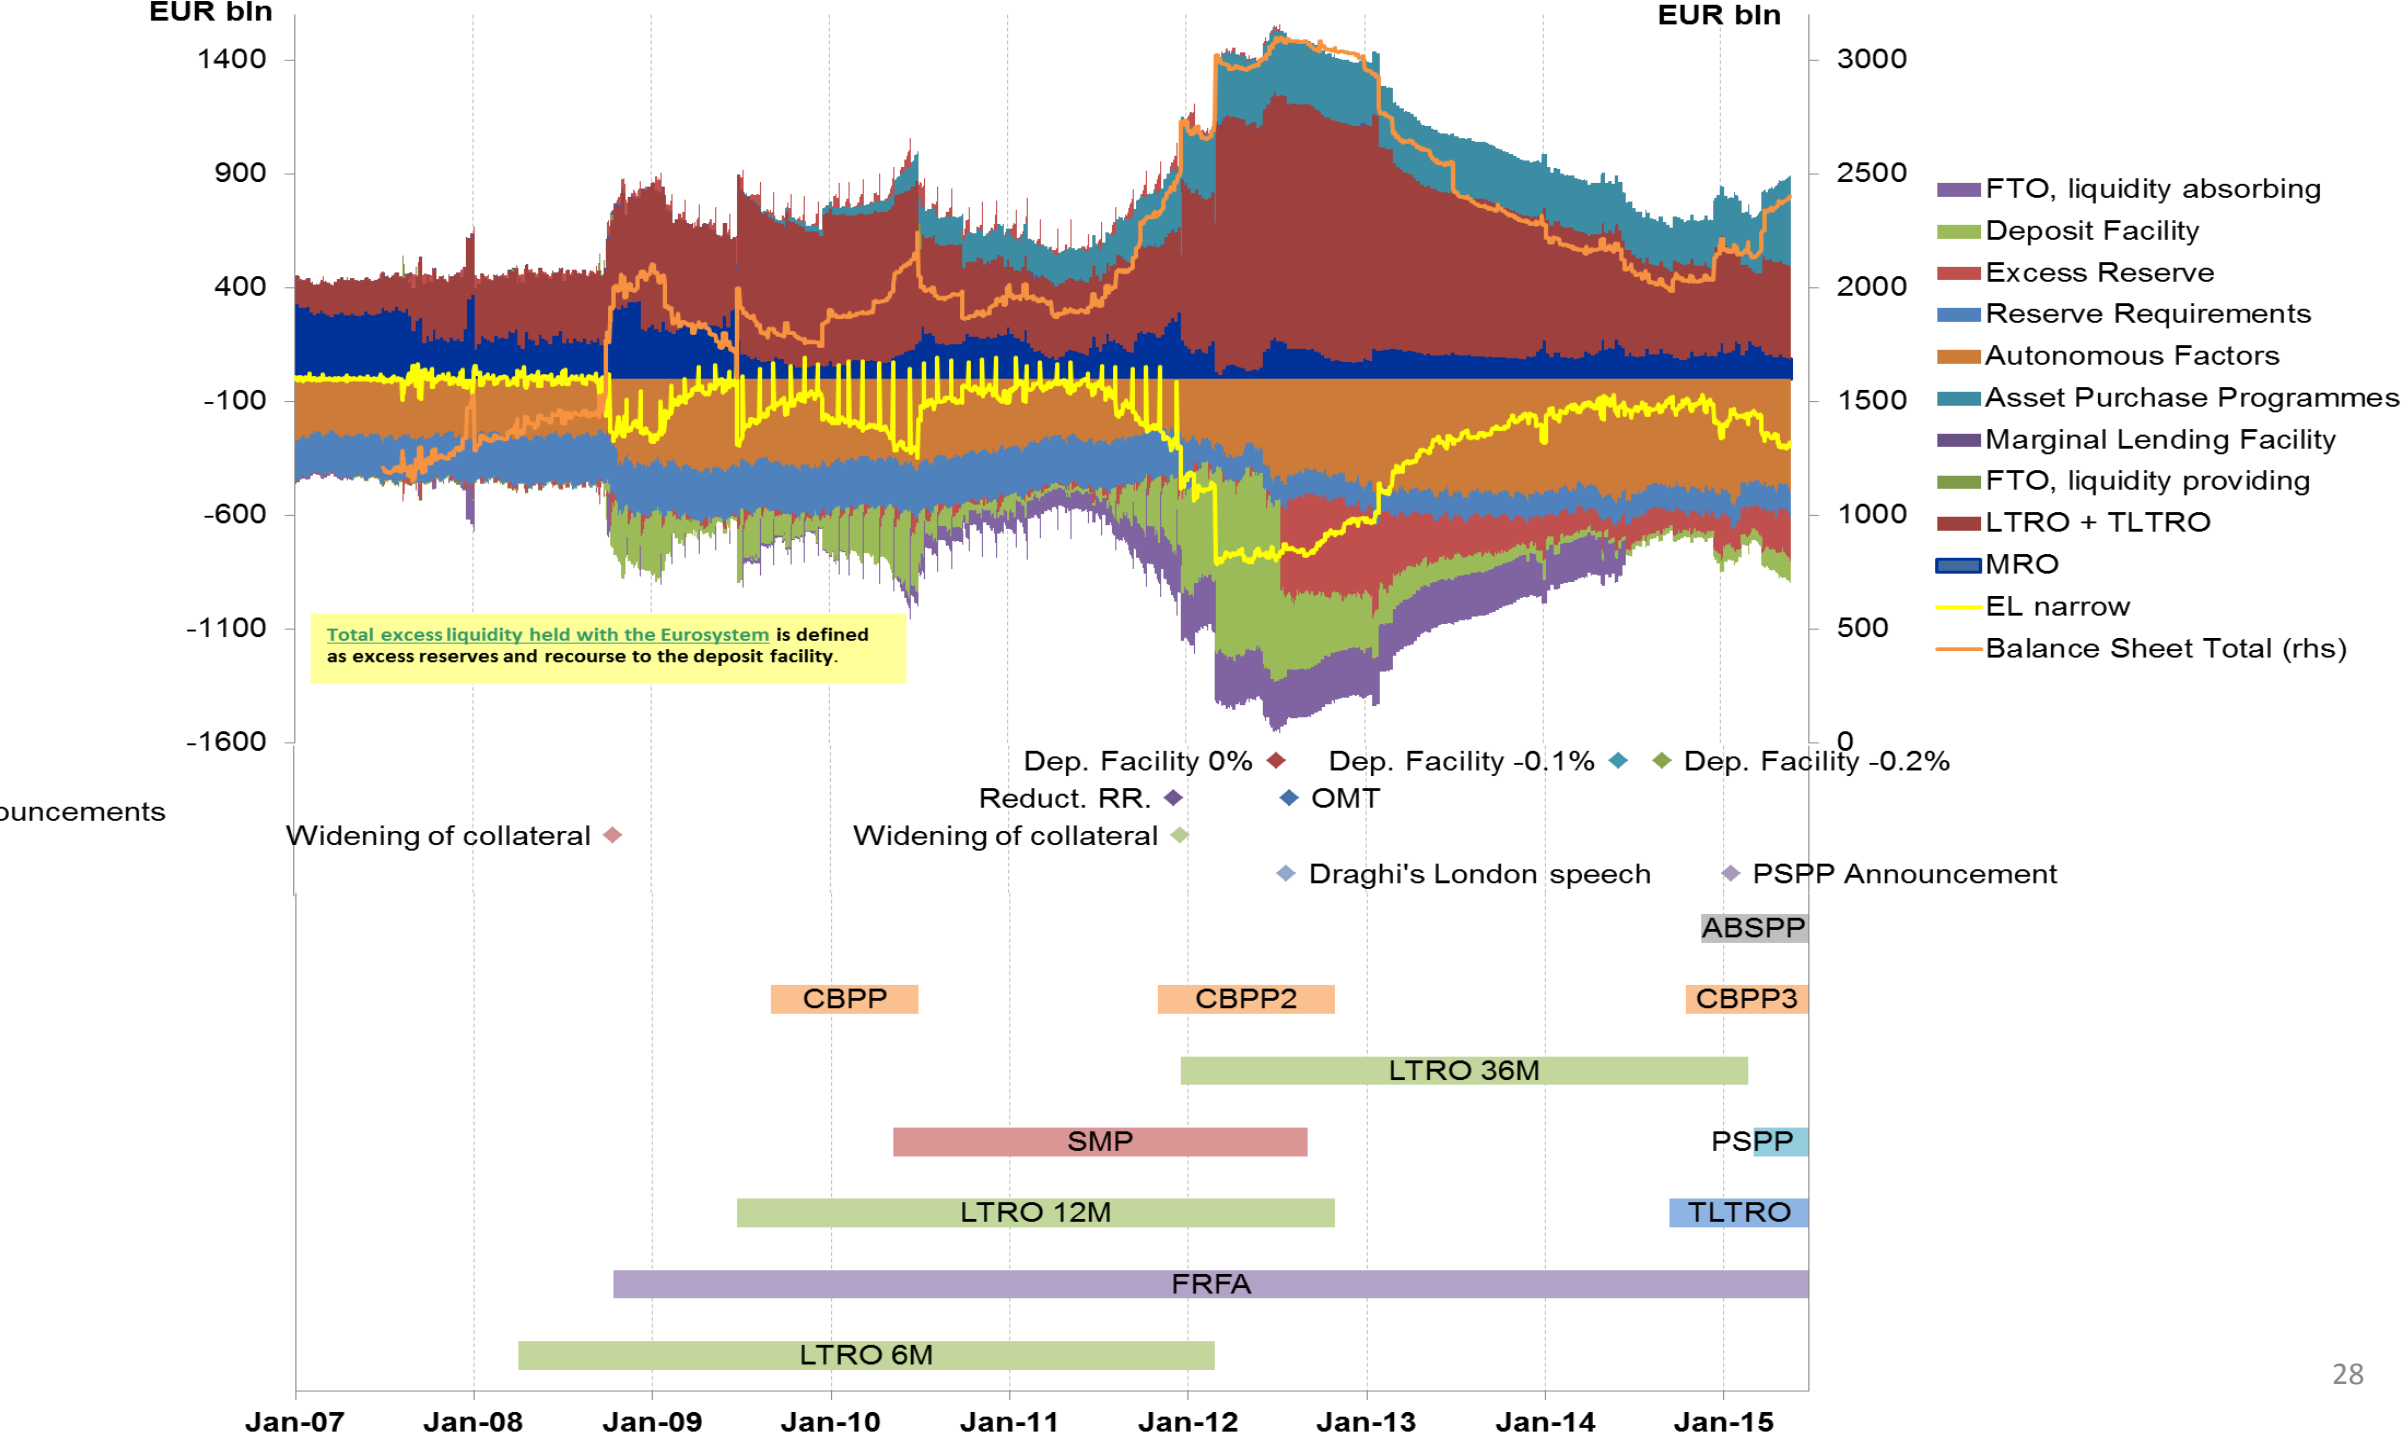 EUR bln
EUR bln
1400
900
400
-100
-600
-1100
-1600
3000
2500
2000
1500
1000
500
0
FTO, liquidity absorbing
Deposit Facility
Excess Reserve
Reserve Requirements
Autonomous Factors
Asset Purchase Programmes
Marginal Lending Facility
FTO, liquidity providing
LTRO + TLTRO
MRO
EL narrow
Balance Sheet Total (rhs)
Total excess liquidity held with the Eurosystem is defined
as excess reserves and recourse to the deposit facility.
Dep. Facility 0%
Dep. Facility -0.1%
Dep. Facility -0.2%
Reduct. RR.
OMT
ouncements
Widening of collateral
Widening of collateral
Draghi's London speech
PSPP Announcement
ABSPP
CBPP
CBPP2
CBPP3
LTRO 36M
SMP
PSPP
LTRO 12M
TLTRO
FRFA
LTRO 6M
28
Jan-07
Jan-08
Jan-09
Jan-10
Jan-11
Jan-12
Jan-13
Jan-14
Jan-15